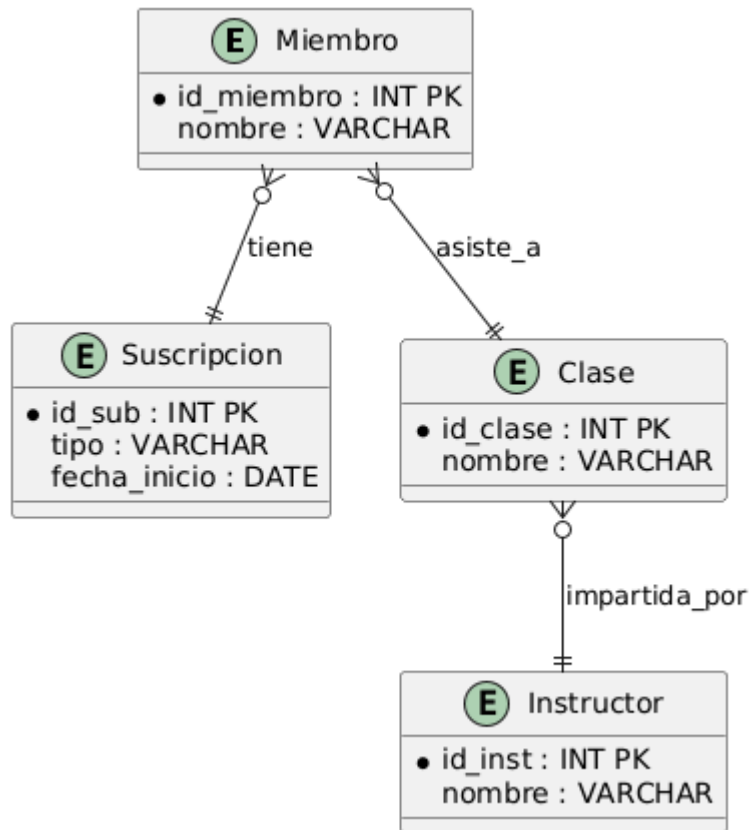 E Miembro
id_miembro : INT PK
nombre : VARCHAR
tiene
asiste_a
E Suscripcion
id_sub : INT PK
tipo : VARCHAR
fecha_inicio : DATE
E Clase
id_clase : INT PK
nombre : VARCHAR
impartida_por
E Instructor
id_inst : INT PK
nombre : VARCHAR